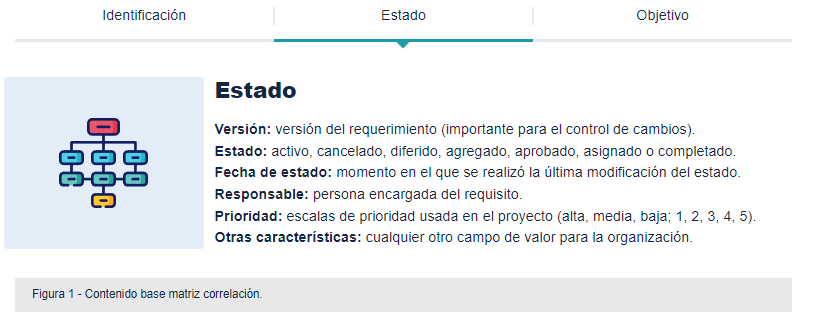 Identificación
Estado
Objetivo
Estado
Versión: versión del requerimiento (importante para el control de cambios).
Estado: activo, cancelado, diferido, agregado, aprobado, asignado o completado.
Fecha de estado: momento en el que se realizó la última modificación del estado.
Responsable: persona encargada del requisito.
Prioridad: escalas de prioridad usada en el proyecto (alta, media, baja; 1, 2, 3, 4, 5).
Otras características: cualquier otro campo de valor para la organización.
Figura 1 - Contenido base matriz correlación.